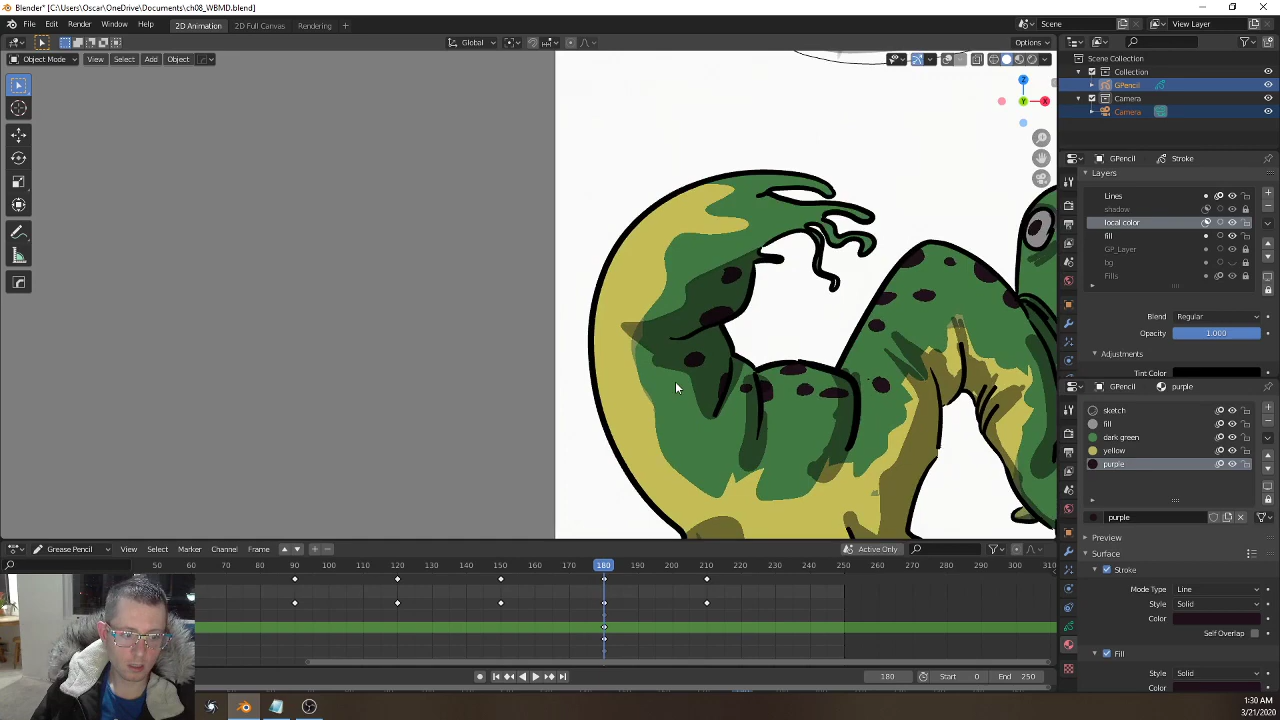 Blender* [C:\Users\Oscar\OneDrive\Documents\ch08_WBMD.blend]
File Edit Render Window Help 2D Animation 2D Full Canvas Rendering + Scene View Layer
Global Options
Object Mode View Select Add Object
Scene Collection
Collection
GPencil
Camera
Camera
Z
Y X
GPencil Stroke
Layers
Lines
shadow
local color
fill
GP_Layer
bg
Fills
Blend Regular
Opacity 1.000
Adjustments
Tint Color
GPencil purple
sketch
fill
dark green
yellow
purple
purple
Preview
Surface
Stroke
Mode Type Line
Style Solid
Color
Self Overlap
Fill
Style Solid
Color
Grease Pencil View Select Marker Channel Frame Active Only
50 60 70 80 90 100 110 120 130 140 150 160 170 180 190 200 210 220 230 240 250 260 270 280 290 300 310
180 Start 0 End 250
1:30 AM
3/21/2020